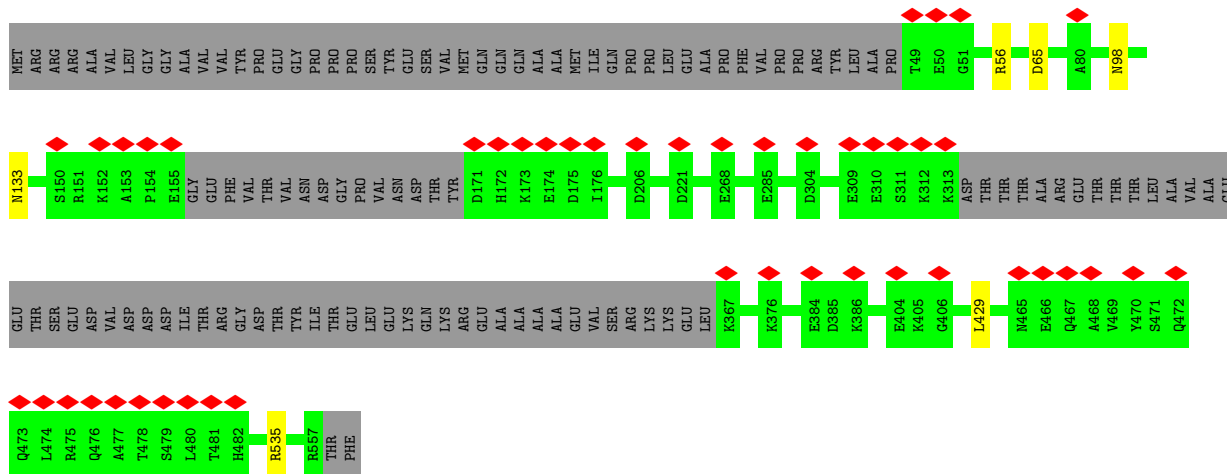 MET ARG ARG ARG ALA VAL LEU GLY GLY ALA VAL VAL TYR PRO GLU GLY PRO PRO PRO SER TYR GLU SER VAL MET GLN GLN GLN ALA ALA MET ILE GLN PRO PRO LEU GLU ALA PRO PHE VAL PRO PRO ARG TYR LEU ALA PRO T49 E50 G51 R56 D65 A80 N98
N133 S150 R151 K152 A153 P154 E155 GLY GLU PHE VAL THR VAL ASN ASP GLY PRO VAL ASN ASP THR TYR D171 H172 K173 E174 D175 I176 D206 D221 E268 E285 D304 E309 E310 S311 K312 K313 ASP THR THR THR ALA ARG GLU THR THR THR LEU ALA VAL ALA GLU
GLU THR SER GLU ASP VAL ASP ASP ASP ILE THR ARG GLY ASP THR TYR ILE THR GLU LEU GLU LYS GLN LYS ARG GLU ALA ALA ALA ALA GLU VAL SER ARG LYS LYS GLU LEU K367 K376 E384 D385 K386 E404 K405 G406 L429 N465 E466 Q467 A468 V469 Y470 S471 Q472
Q473 L474 R475 Q476 A477 T478 S479 L480 T481 H482 R535 R557 THR PHE